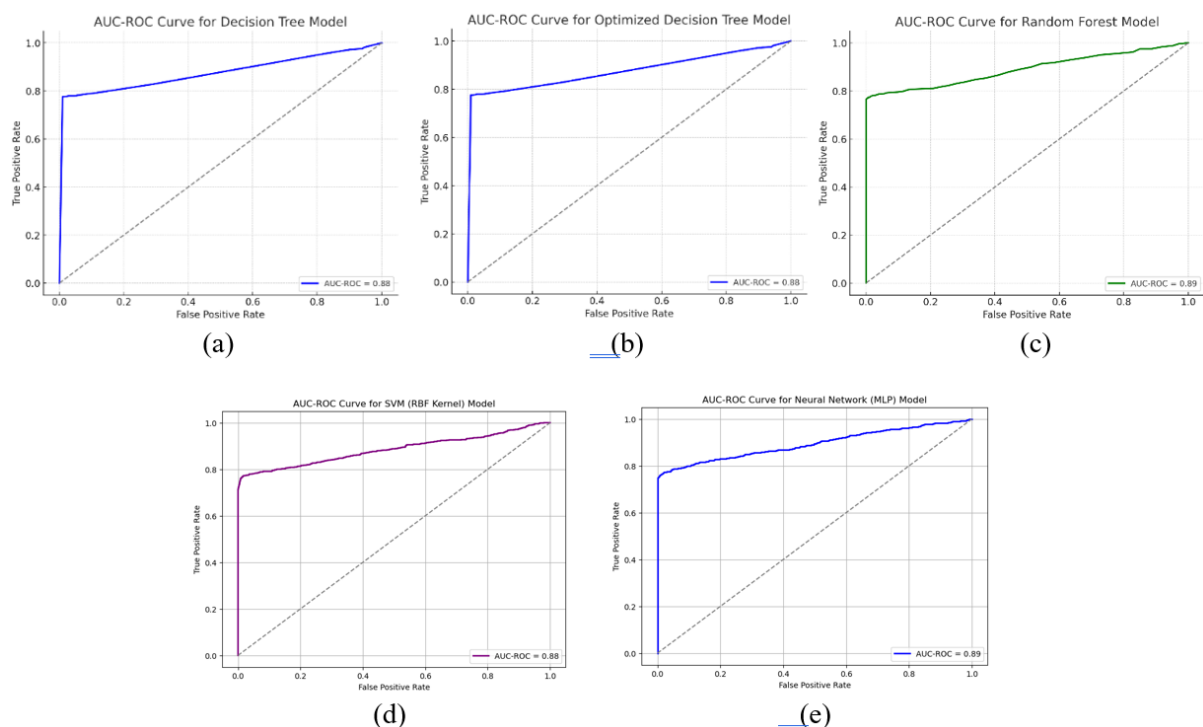 AUC-ROC Curve for Decision Tree Model
1.0
0.8
0.6
0.4
0.2
0.0
True Positive Rate
AUC-ROC = 0.88
0.0 0.2 0.4 0.6 0.8 1.0
False Positive Rate
(a)
AUC-ROC Curve for Optimized Decision Tree Model
1.0
0.8
0.6
0.4
0.2
0.0
True Positive Rate
AUC-ROC = 0.88
0.0 0.2 0.4 0.6 0.8 1.0
False Positive Rate
(b)
AUC-ROC Curve for Random Forest Model
1.0
0.8
0.6
0.4
0.2
0.0
True Positive Rate
AUC-ROC = 0.89
0.0 0.2 0.4 0.6 0.8 1.0
False Positive Rate
(c)
AUC-ROC Curve for SVM (RBF Kernel) Model
1.0
0.8
0.6
0.4
0.2
0.0
True Positive Rate
AUC-ROC = 0.88
0.0 0.2 0.4 0.6 0.8 1.0
False Positive Rate
(d)
AUC-ROC Curve for Neural Network (MLP) Model
1.0
0.8
0.6
0.4
0.2
0.0
True Positive Rate
AUC-ROC = 0.89
0.0 0.2 0.4 0.6 0.8 1.0
False Positive Rate
(e)